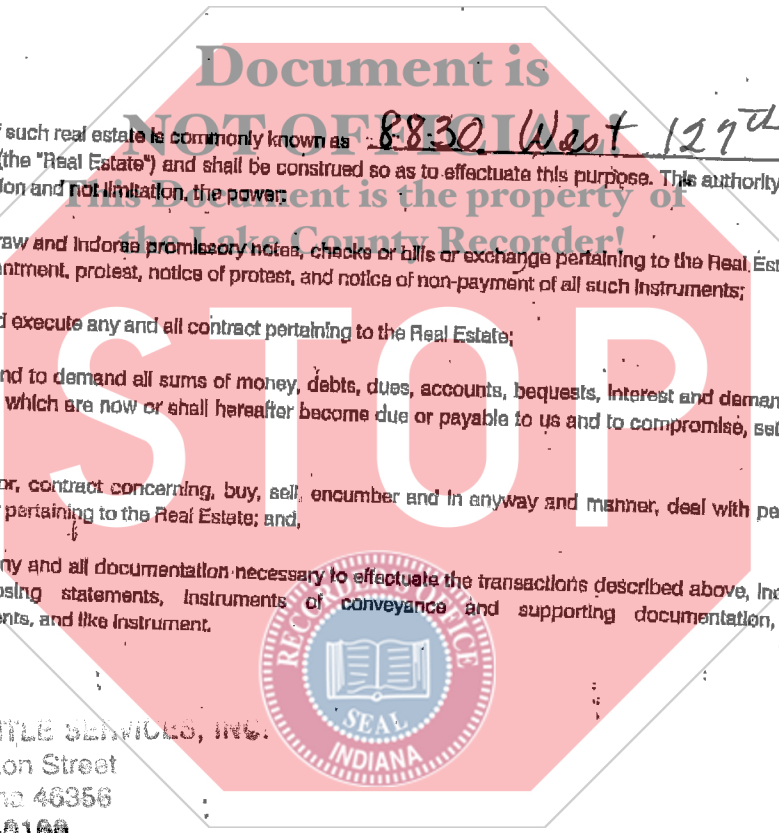 Document is
NOT OFFICIAL!
such real estate is commonly known as 8830 West 129th
(the "Real Estate") and shall be construed so as to effectuate this purpose. This authority
ion and not limitation, the power:
This Document is the property of
the Lake County Recorder!
raw and indorse promissory notes, checks or bills or exchange pertaining to the Real Est
entment, protest, notice of protest, and notice of non-payment of all such instruments;
d execute any and all contract pertaining to the Real Estate;
nd to demand all sums of money, debts, dues, accounts, bequests, interest and deman
which are now or shall hereafter become due or payable to us and to compromise, set
STOP
or, contract concerning, buy, sell, encumber and in anyway and manner, deal with pe
pertaining to the Real Estate; and,
ny and all documentation necessary to effectuate the transactions described above, inc
osing statements, instruments of conveyance and supporting documentation,
ents, and like instrument.
RECORDER'S OFFICE
SEAL
INDIANA
ITLE SERVICES, INC.
on Street
46356